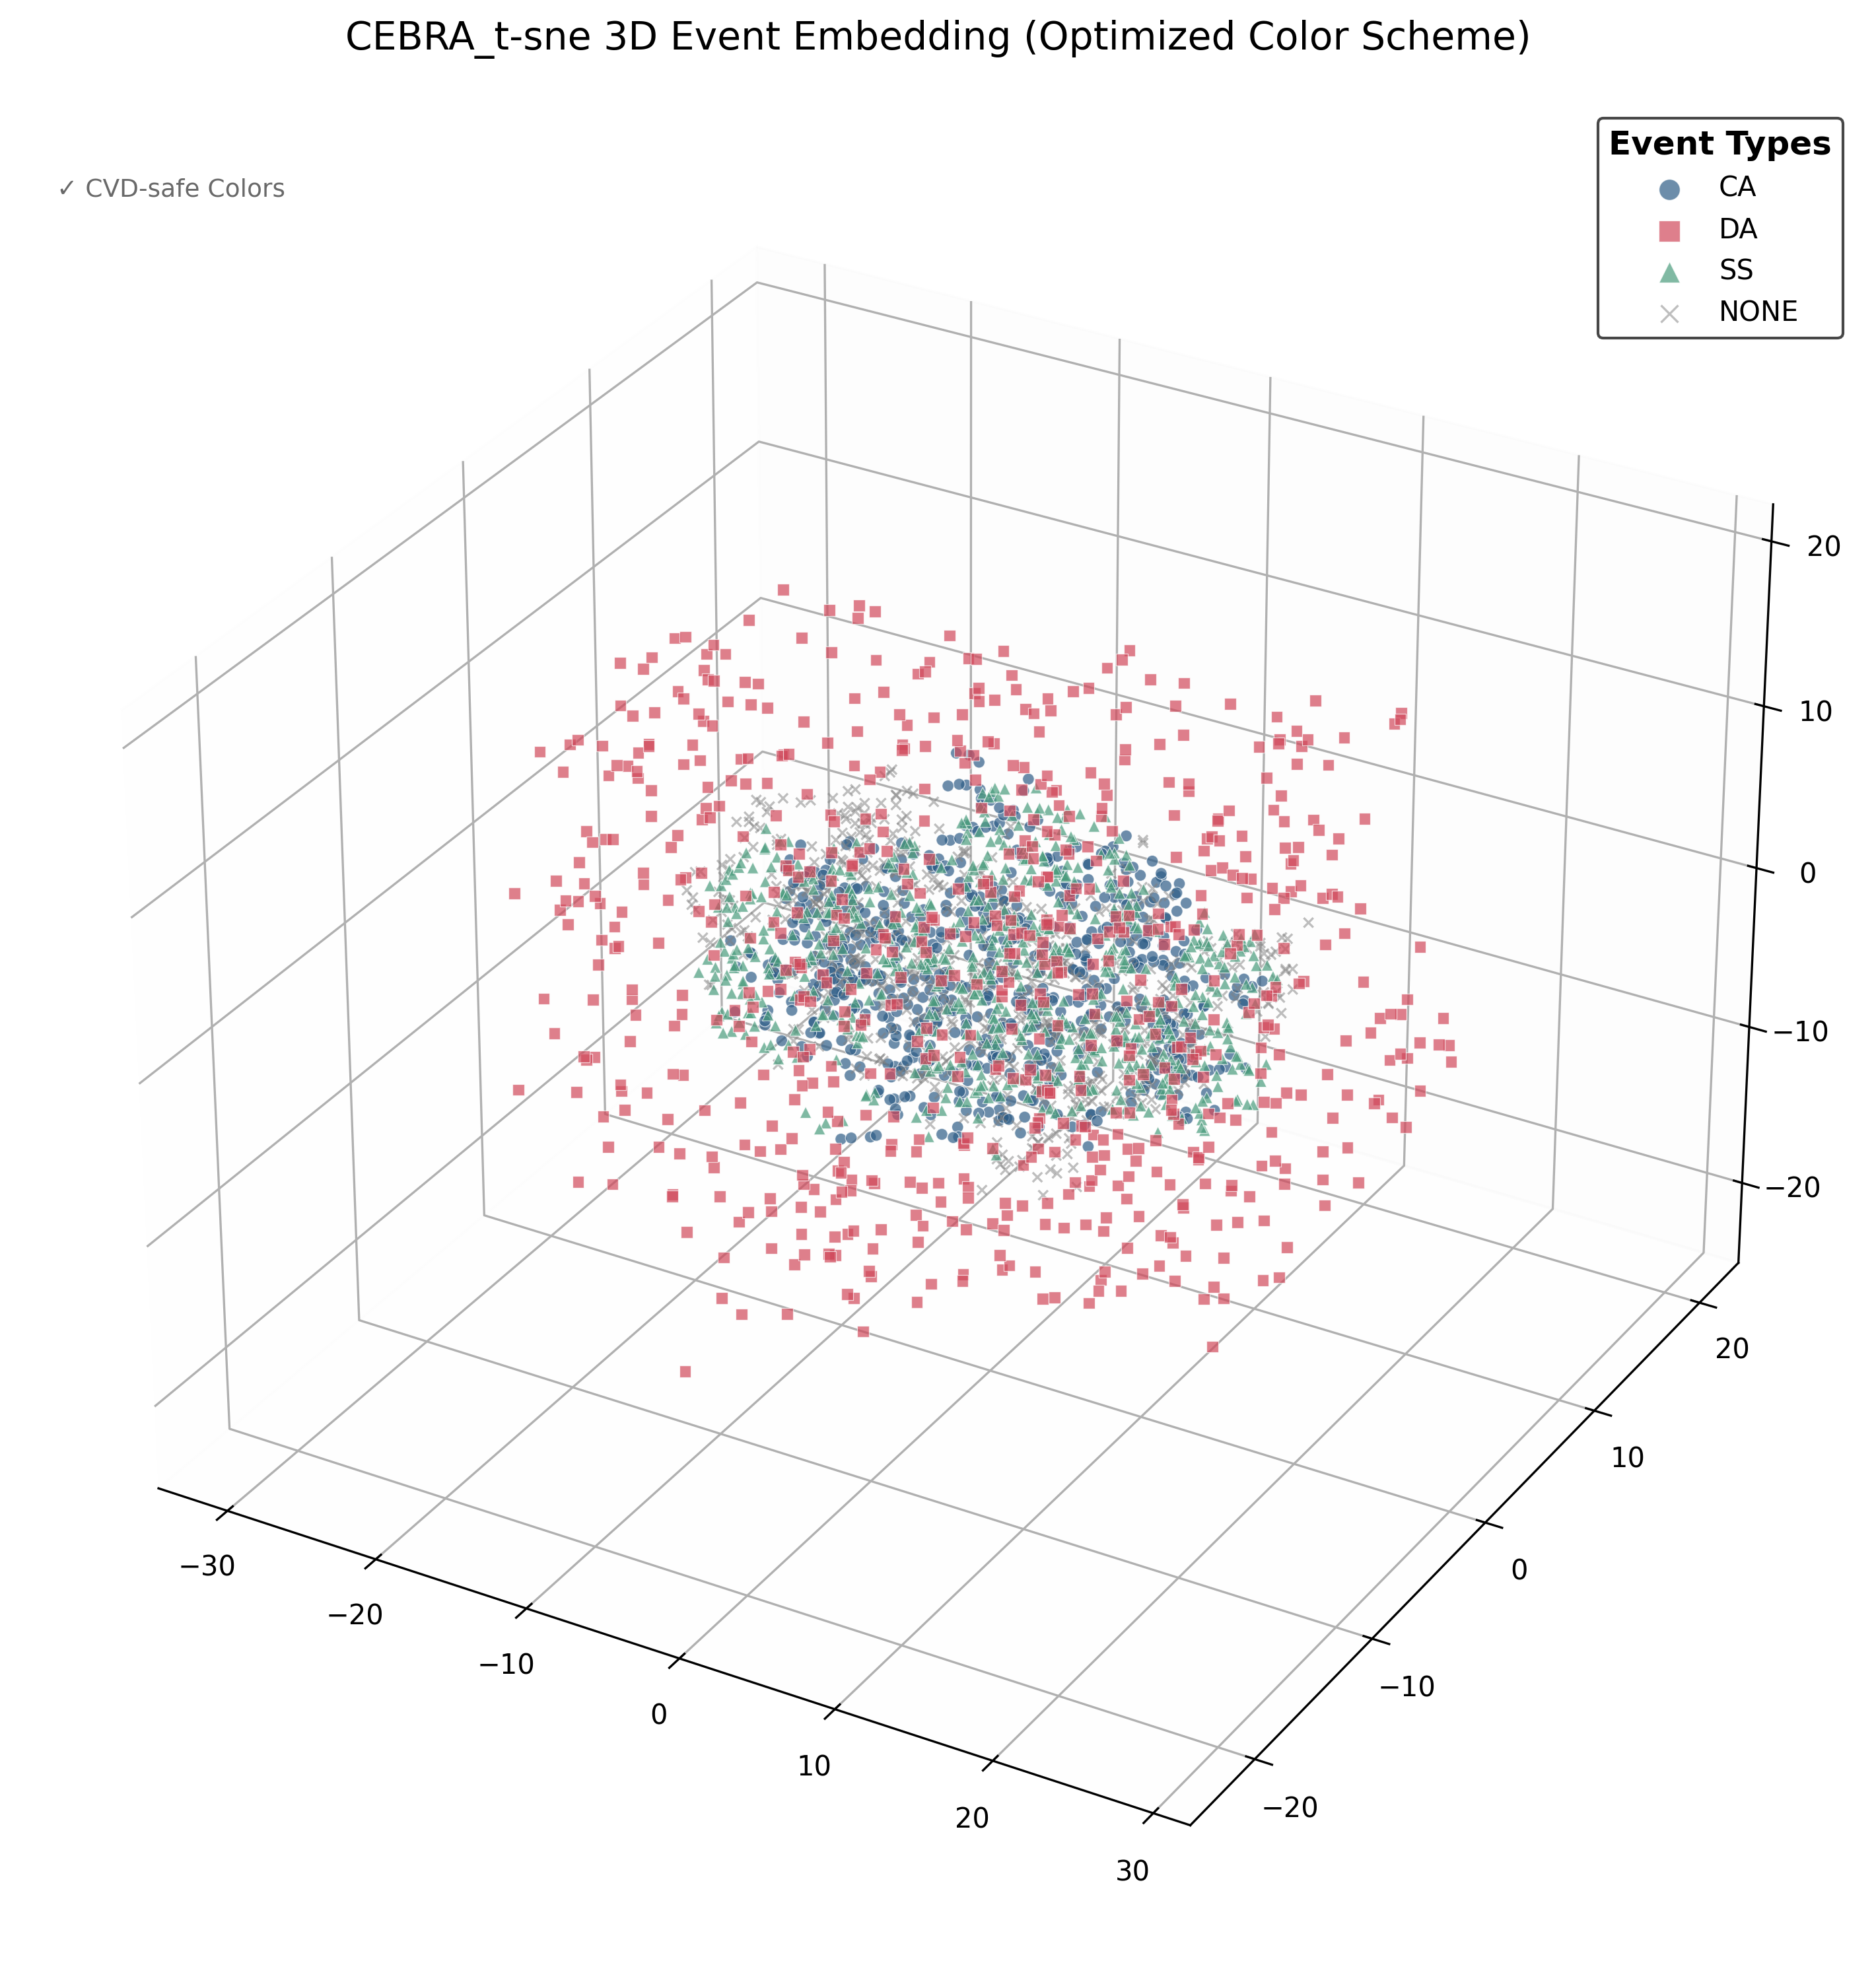 CEBRA_t-sne 3D Event Embedding (Optimized Color Scheme)
✓ CVD-safe Colors
Event Types
CA
DA
SS
NONE
20
10
0
−10
−20
20
10
0
−10
−20
−30
−20
−10
0
10
20
30